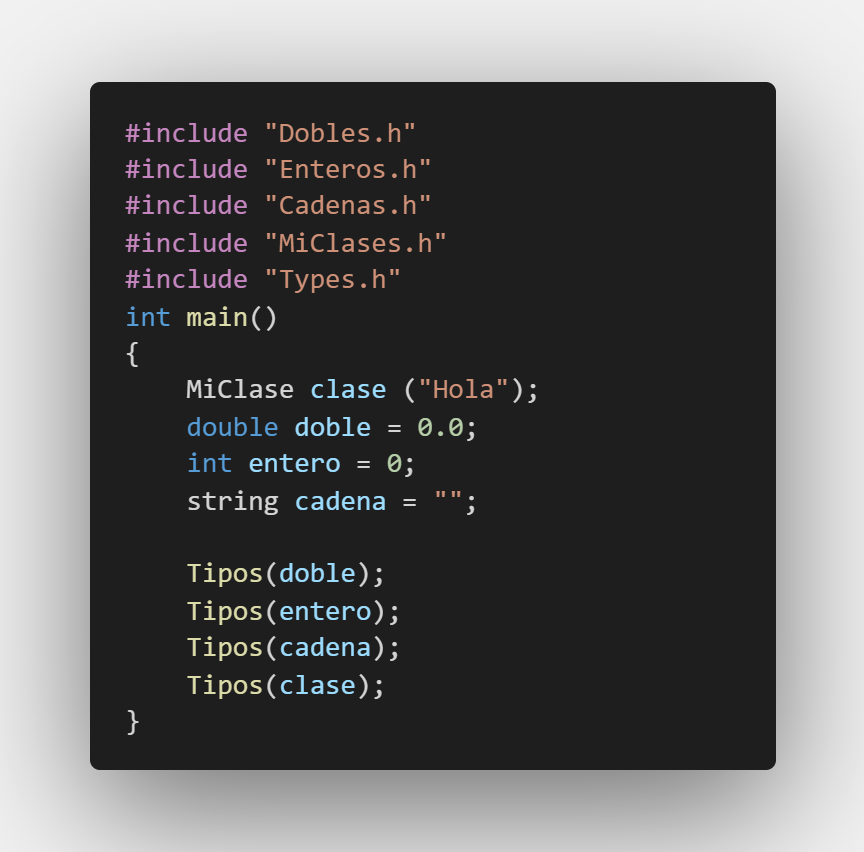 #include "Dobles.h"
#include "Enteros.h"
#include "Cadenas.h"
#include "MiClases.h"
#include "Types.h"
int main()
{
    MiClase clase ("Hola");
    double doble = 0.0;
    int entero = 0;
    string cadena = "";

    Tipos(doble);
    Tipos(entero);
    Tipos(cadena);
    Tipos(clase);
}